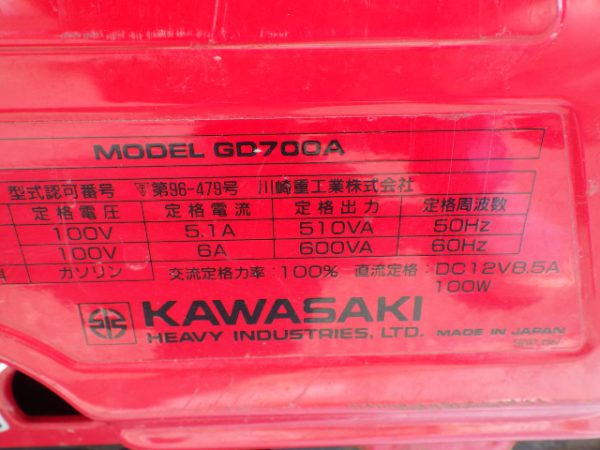 MODEL GD700A
型式認可番号 第96-479号 川崎重工業株式会社
定格電圧 定格電流 定格出力 定格周波数
100V 5.1A 510VA 50Hz
100V 6A 600VA 60Hz
ガソリン 交流定格力率:100% 直流定格:DC12V8.5A
100W
KAWASAKI
HEAVY INDUSTRIES, LTD. MADE IN JAPAN